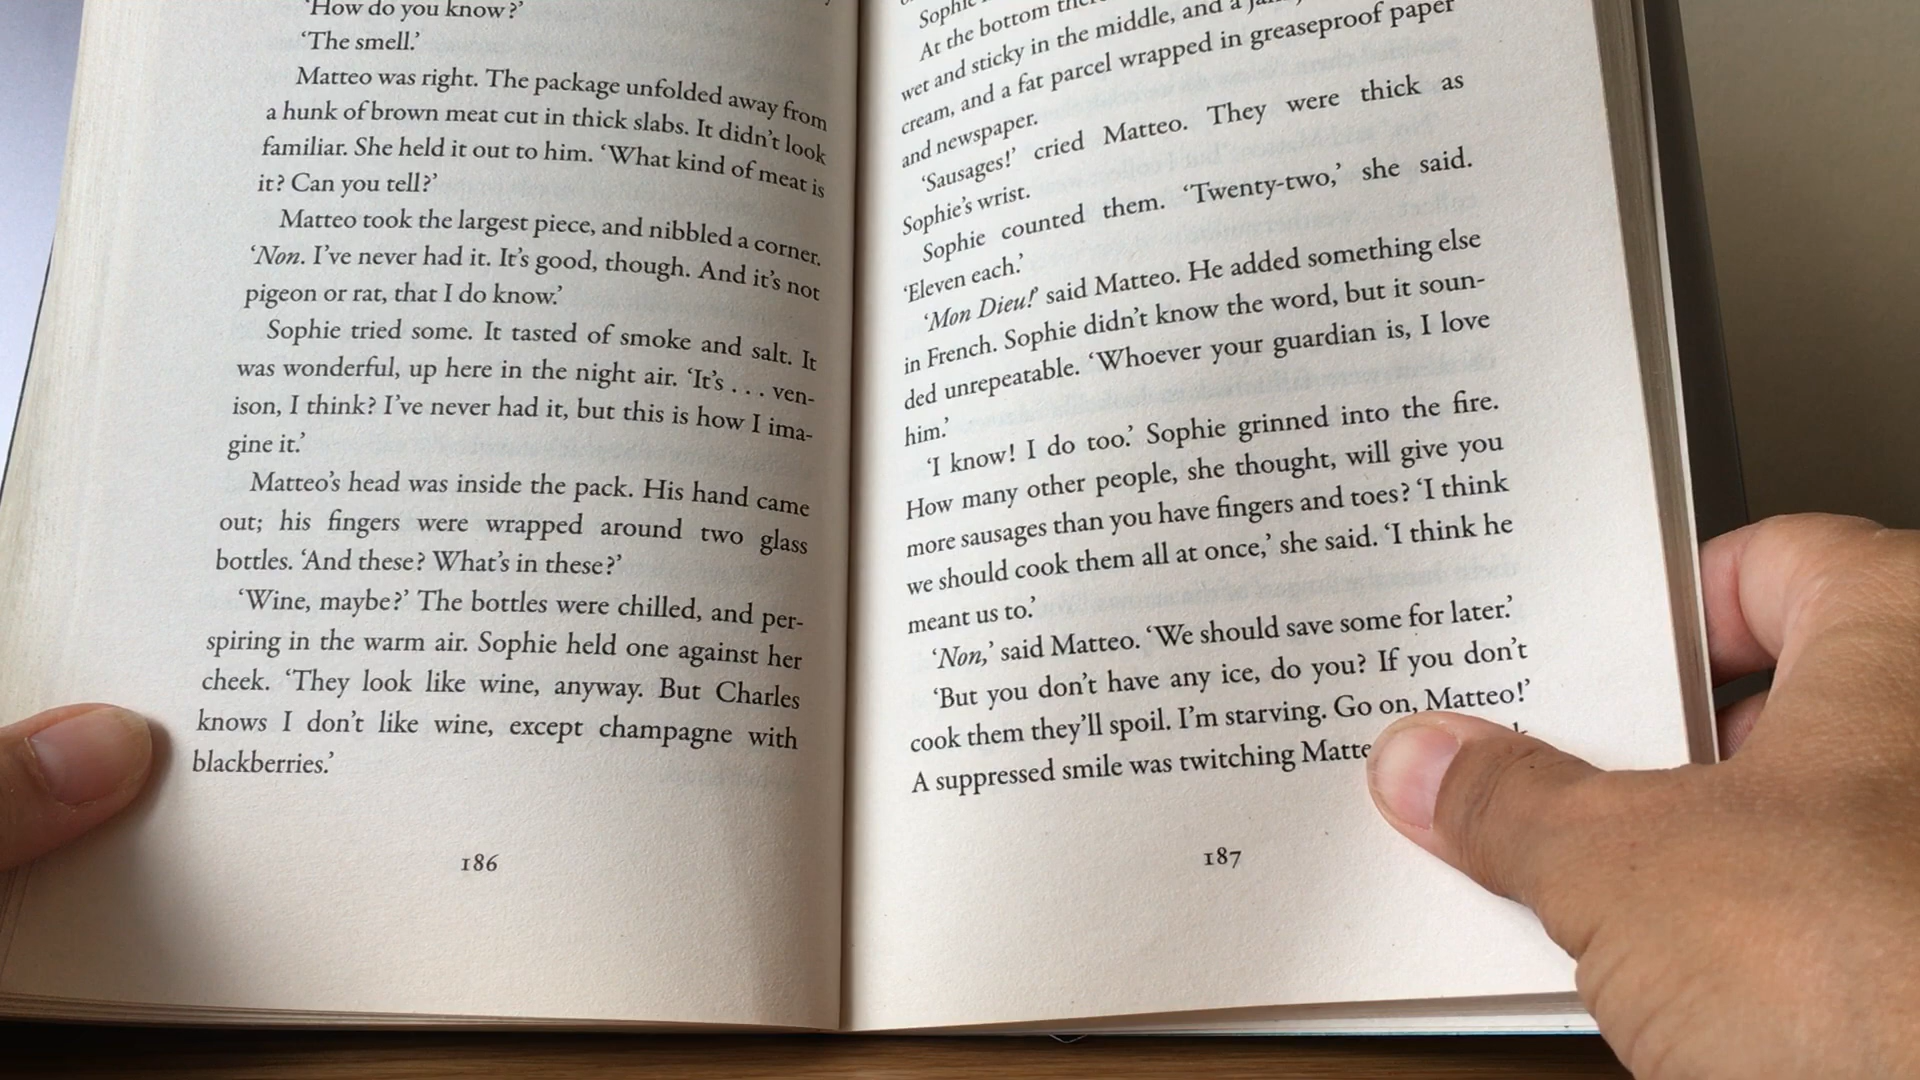 'How do you know?'
'The smell.'
Matteo was right. The package unfolded away from
a hunk of brown meat cut in thick slabs. It didn't look
familiar. She held it out to him. 'What kind of meat is
it? Can you tell?'
Matteo took the largest piece, and nibbled a corner.
'Non. I've never had it. It's good, though. And it's not
pigeon or rat, that I do know.'
Sophie tried some. It tasted of smoke and salt. It
was wonderful, up here in the night air. 'It's . . . ven-
ison, I think? I've never had it, but this is how I ima-
gine it.'
Matteo's head was inside the pack. His hand came
out; his fingers were wrapped around two glass
bottles. 'And these? What's in these?'
'Wine, maybe?' The bottles were chilled, and per-
spiring in the warm air. Sophie held one against her
cheek. 'They look like wine, anyway. But Charles
knows I don't like wine, except champagne with
blackberries.'
186
Sophie
At the bottom
wet and sticky in the middle, and a
cream, and a fat parcel wrapped in greaseproof paper
and newspaper.
'Sausages!' cried Matteo. They were thick as
Sophie's wrist.
Sophie counted them. 'Twenty-two,' she said.
'Eleven each.'
'Mon Dieu!' said Matteo. He added something else
in French. Sophie didn't know the word, but it soun-
ded unrepeatable. 'Whoever your guardian is, I love
him.'
'I know! I do too.' Sophie grinned into the fire.
How many other people, she thought, will give you
more sausages than you have fingers and toes? 'I think
we should cook them all at once,' she said. 'I think he
meant us to.'
'Non,' said Matteo. 'We should save some for later.'
'But you don't have any ice, do you? If you don't
cook them they'll spoil. I'm starving. Go on, Matteo!'
A suppressed smile was twitching Matte
187